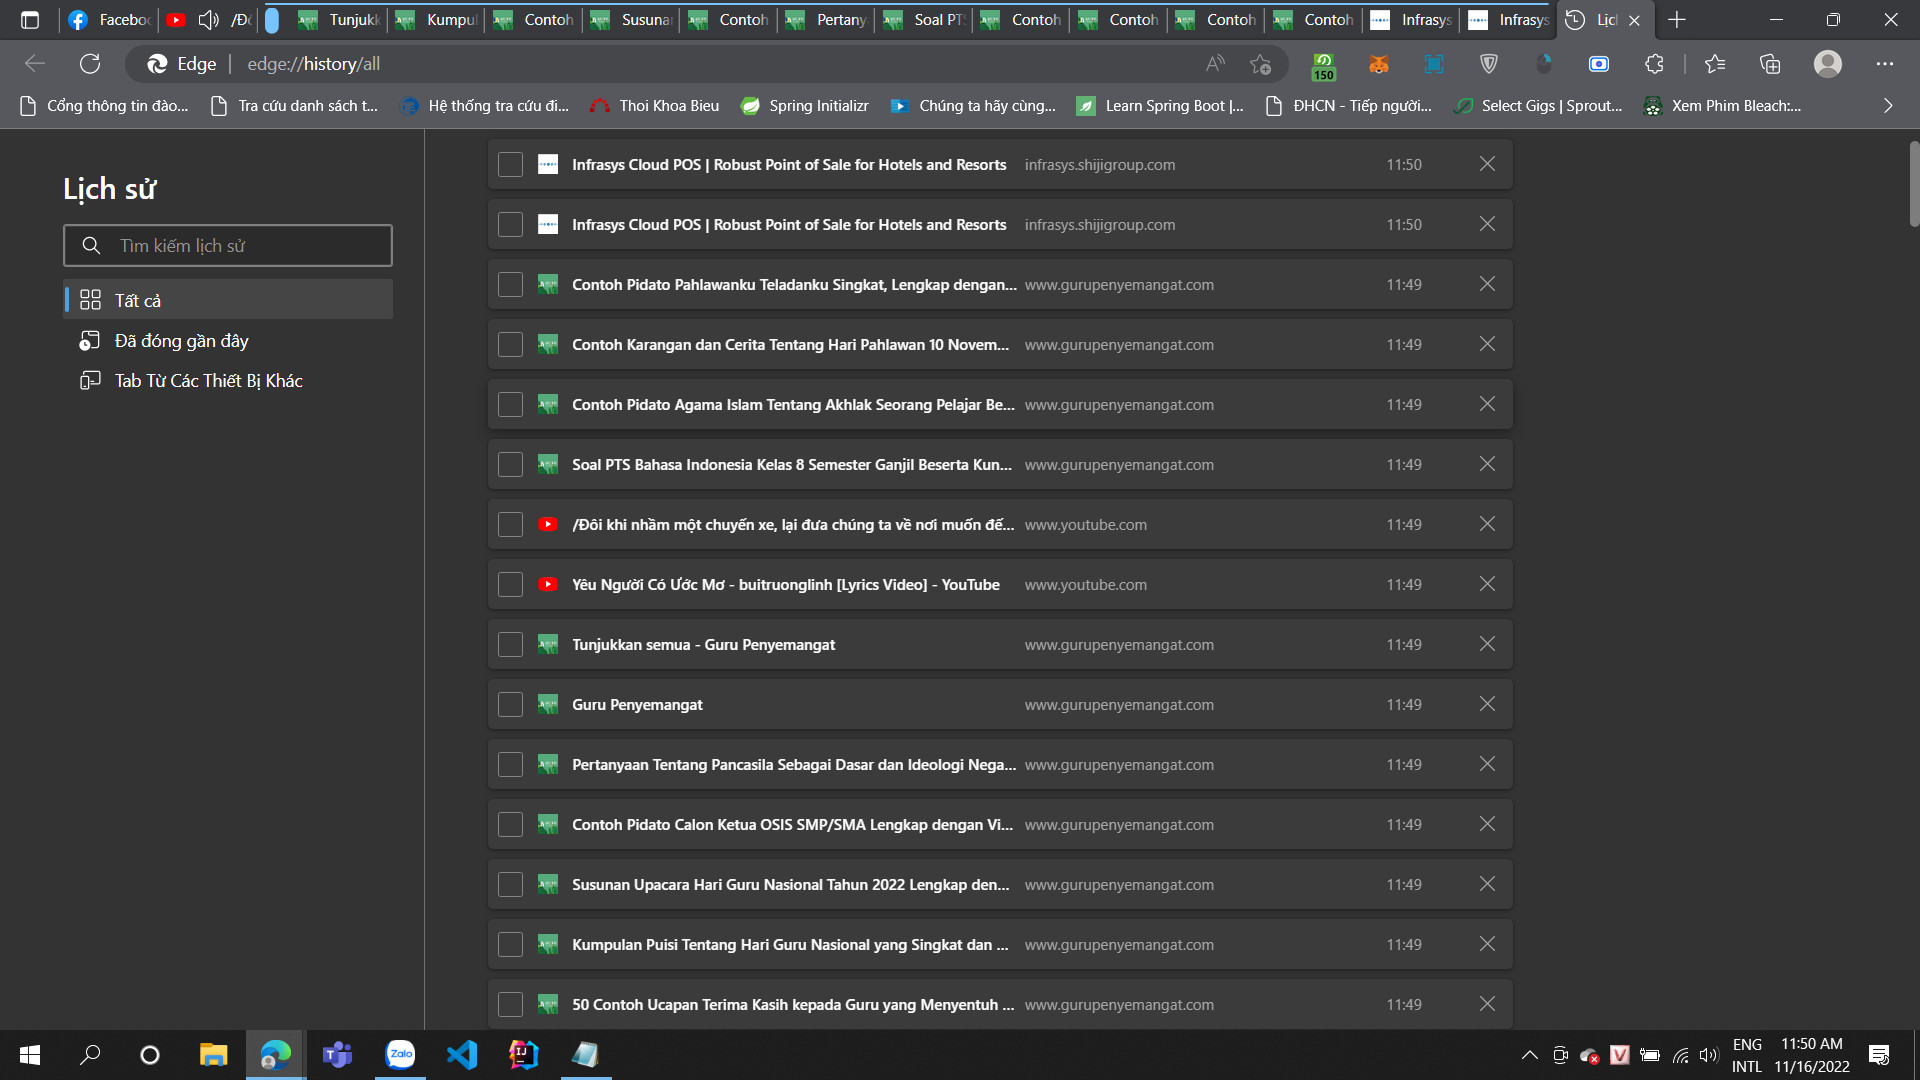 Faceboo
/Đ
Tunjukk
Kumpul
Contoh
Susunan
Contoh
Pertany
Soal PT
Contoh
Contoh
Contoh
Contoh
Infrasys
Infrasys
Lịcl
Edge
edge://history/all
150
Cổng thông tin đào...
Tra cứu danh sách t...
Hệ thống tra cứu đi...
Thoi Khoa Bieu
Spring Initializr
Chúng ta hãy cùng...
Learn Spring Boot |...
ĐHCN - Tiếp người...
Select Gigs | Sprout...
Xem Phim Bleach:...
Lịch sử
Tìm kiếm lịch sử
Tất cả
Đã đóng gần đây
Tab Từ Các Thiết Bị Khác
Infrasys Cloud POS | Robust Point of Sale for Hotels and Resorts infrasys.shijigroup.com 11:50
Infrasys Cloud POS | Robust Point of Sale for Hotels and Resorts infrasys.shijigroup.com 11:50
Contoh Pidato Pahlawanku Teladanku Singkat, Lengkap dengan... www.gurupenyemangat.com 11:49
Contoh Karangan dan Cerita Tentang Hari Pahlawan 10 Novem... www.gurupenyemangat.com 11:49
Contoh Pidato Agama Islam Tentang Akhlak Seorang Pelajar Be... www.gurupenyemangat.com 11:49
Soal PTS Bahasa Indonesia Kelas 8 Semester Ganjil Beserta Kun... www.gurupenyemangat.com 11:49
/Đôi khi nhầm một chuyến xe, lại đưa chúng ta về nơi muốn đế... www.youtube.com 11:49
Yêu Người Có Ước Mơ - buitruonglinh [Lyrics Video] - YouTube www.youtube.com 11:49
Tunjukkan semua - Guru Penyemangat www.gurupenyemangat.com 11:49
Guru Penyemangat www.gurupenyemangat.com 11:49
Pertanyaan Tentang Pancasila Sebagai Dasar dan Ideologi Nega... www.gurupenyemangat.com 11:49
Contoh Pidato Calon Ketua OSIS SMP/SMA Lengkap dengan Vi... www.gurupenyemangat.com 11:49
Susunan Upacara Hari Guru Nasional Tahun 2022 Lengkap den... www.gurupenyemangat.com 11:49
Kumpulan Puisi Tentang Hari Guru Nasional yang Singkat dan ... www.gurupenyemangat.com 11:49
50 Contoh Ucapan Terima Kasih kepada Guru yang Menyentuh ... www.gurupenyemangat.com 11:49
Zalo
ENG
INTL
11:50 AM
11/16/2022